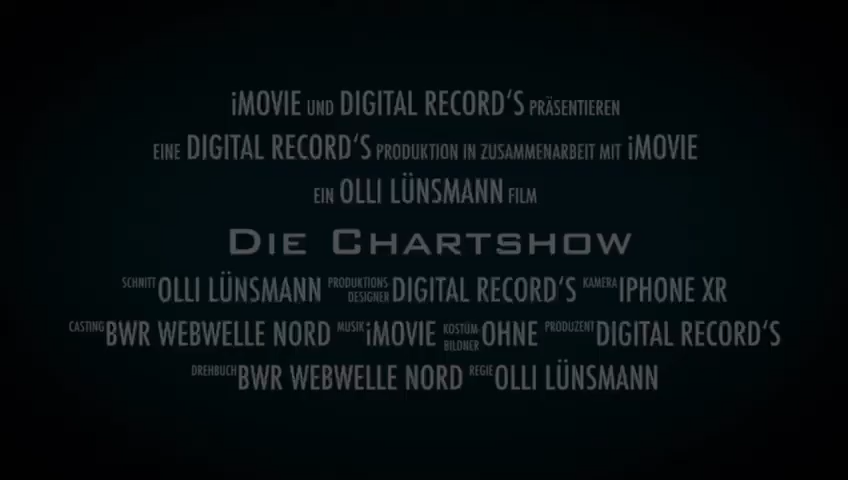 iMOVIE UND DIGITAL RECORD'S PRÄSENTIEREN
EINE DIGITAL RECORD'S PRODUKTION IN ZUSAMMENARBEIT MIT iMOVIE
EIN OLLI LÜNSMANN FILM
DIE CHARTSHOW
SCHNITT OLLI LÜNSMANN PRODUKTIONS DESIGNER DIGITAL RECORD'S KAMERA IPHONE XR
CASTING BWR WEBWELLE NORD MUSIK iMOVIE KOSTÜM BILDNER OHNE PRODUZENT DIGITAL RECORD'S
DREHBUCH BWR WEBWELLE NORD REGIE OLLI LÜNSMANN